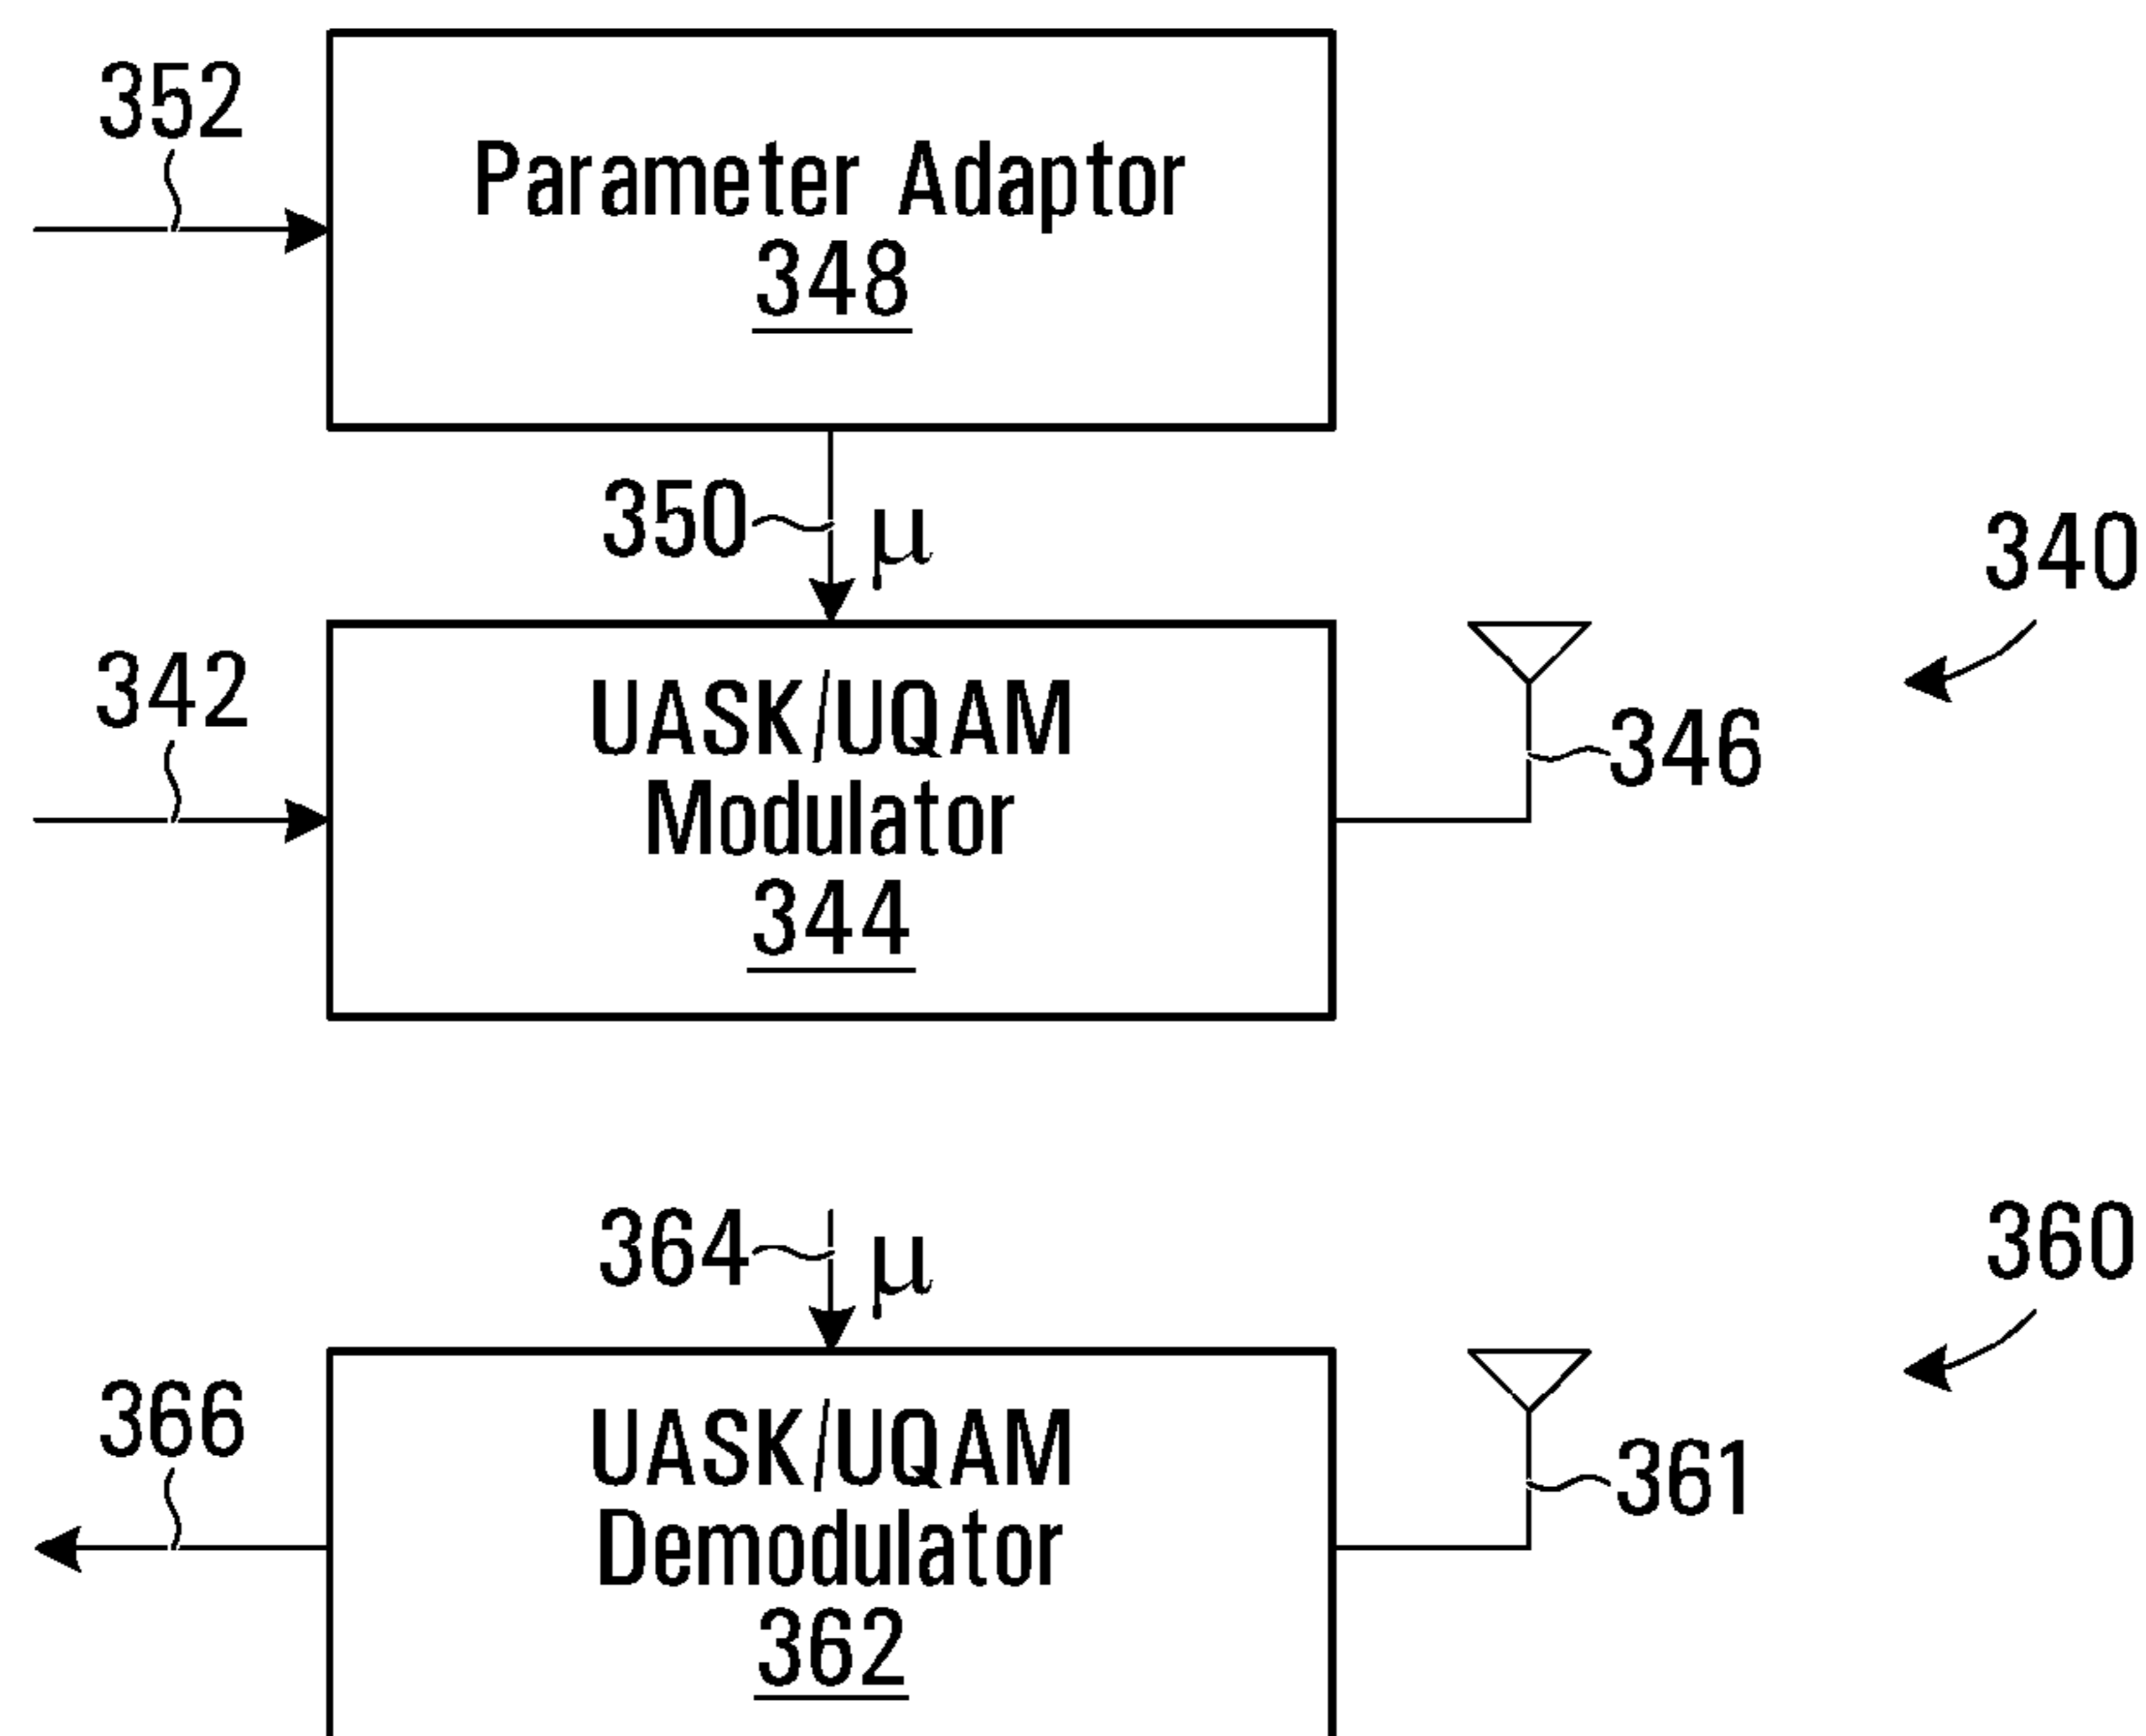 352
Parameter Adaptor
348
350
μ
340
342
UASK/UQAM
Modulator
344
346
364
μ
360
366
UASK/UQAM
Demodulator
362
361